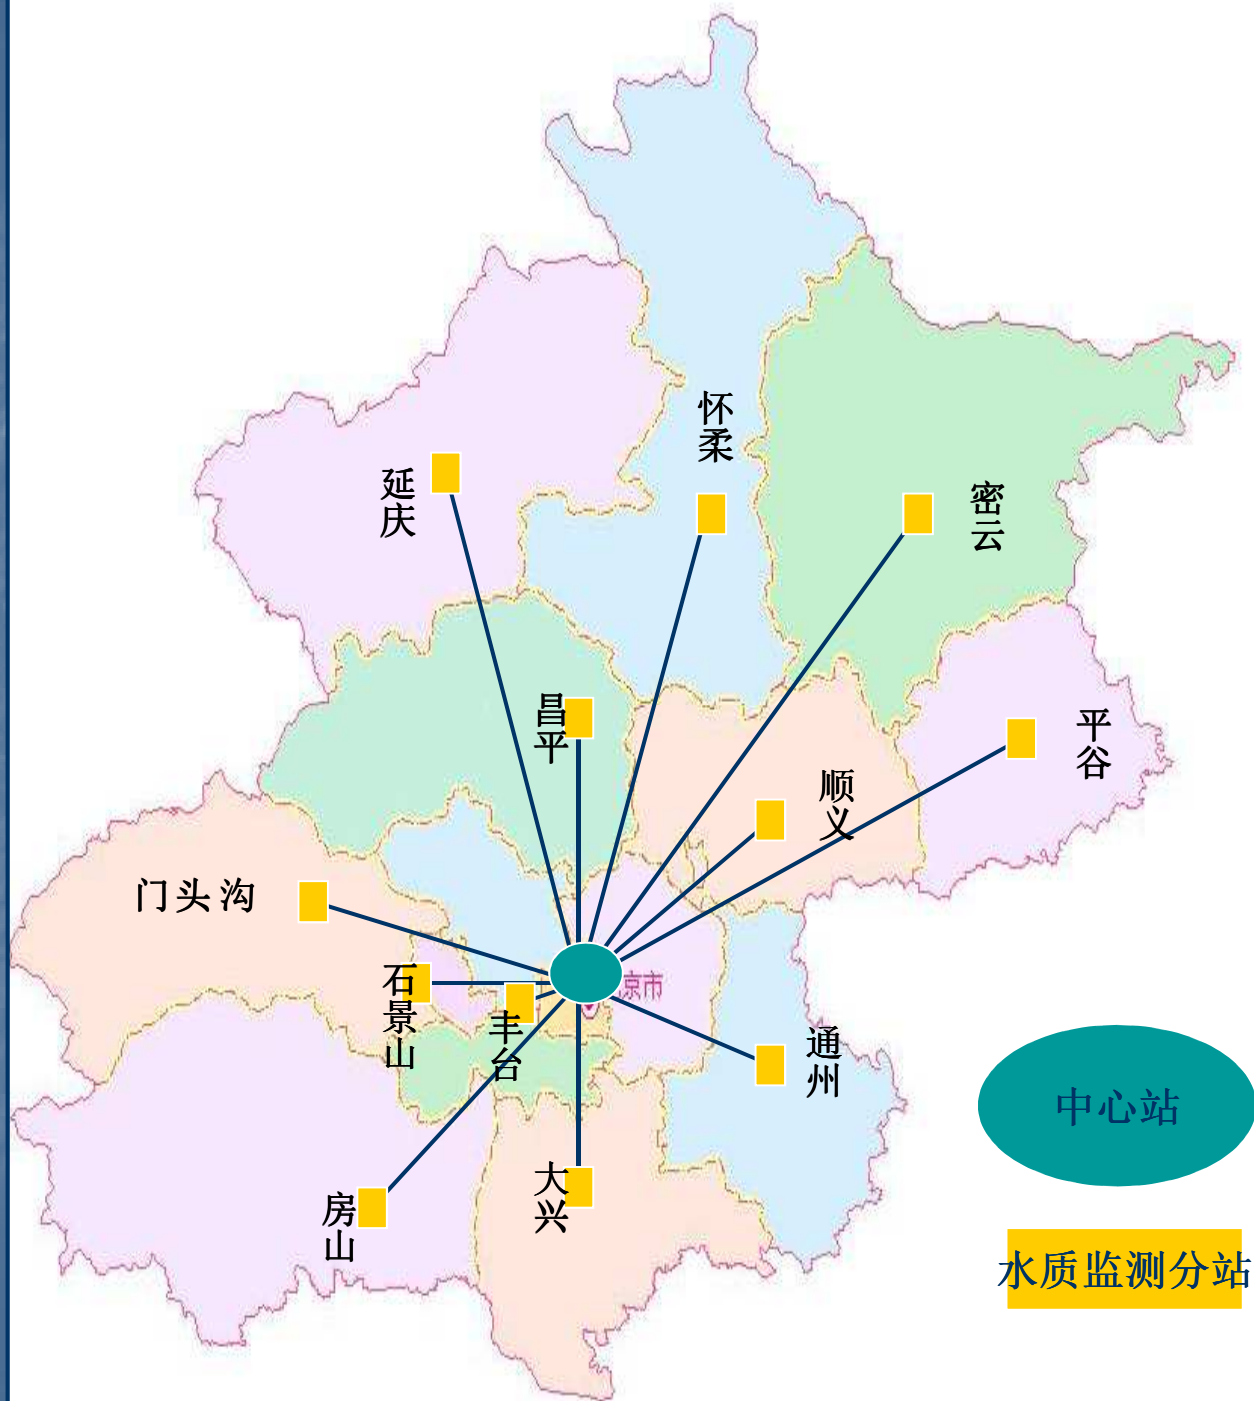 怀柔
延庆
密云
昌平
平谷
顺义
门头沟
石景山
京市
丰台
通州
中心站
大兴
房山
水质监测分站